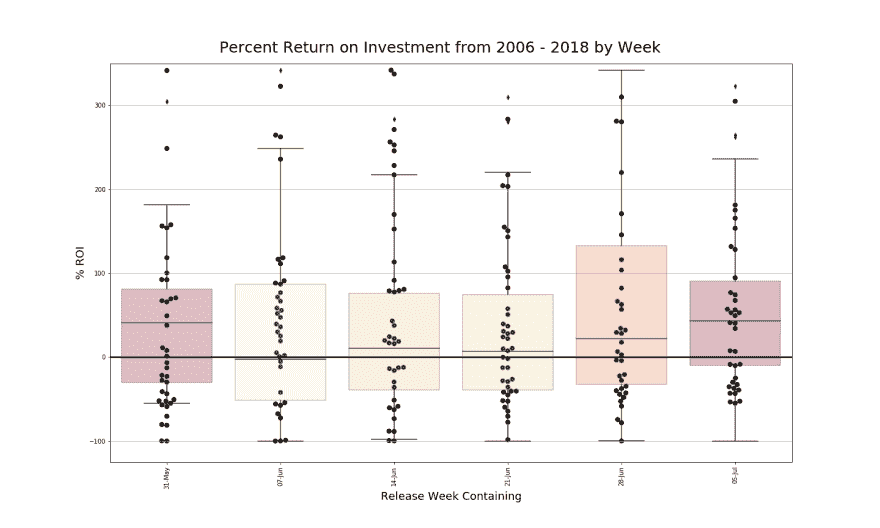 Percent Return on Investment from 2006 - 2018 by Week
% ROI
300
200
100
0
−100
31-May
07-Jun
14-Jun
21-Jun
28-Jun
05-Jul
Release Week Containing